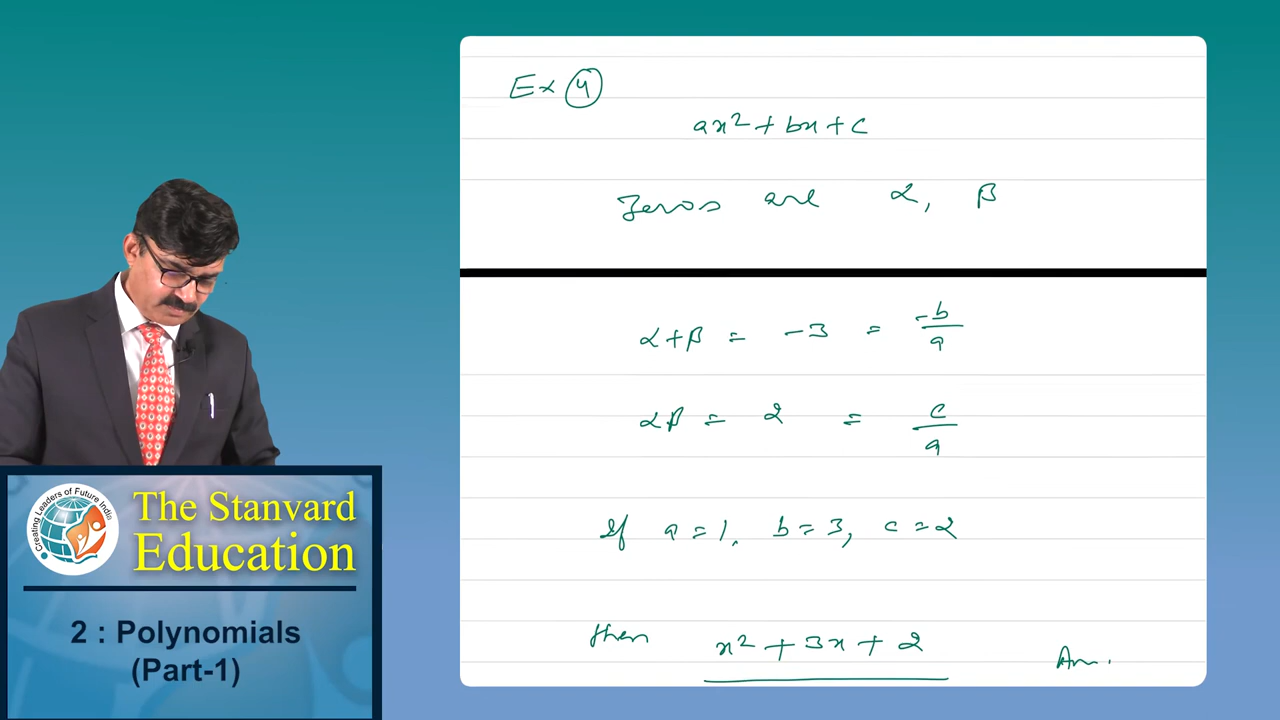 Ex 4
ax² + bx + c
Zeros are α, β
α+β = -3 = -b/a
αβ = 2 = c/a
If a = 1, b = 3, c = 2
then x² + 3x + 2 Ans.
Creating Leaders of Future India
The Stanvard
Education
2 : Polynomials
(Part-1)